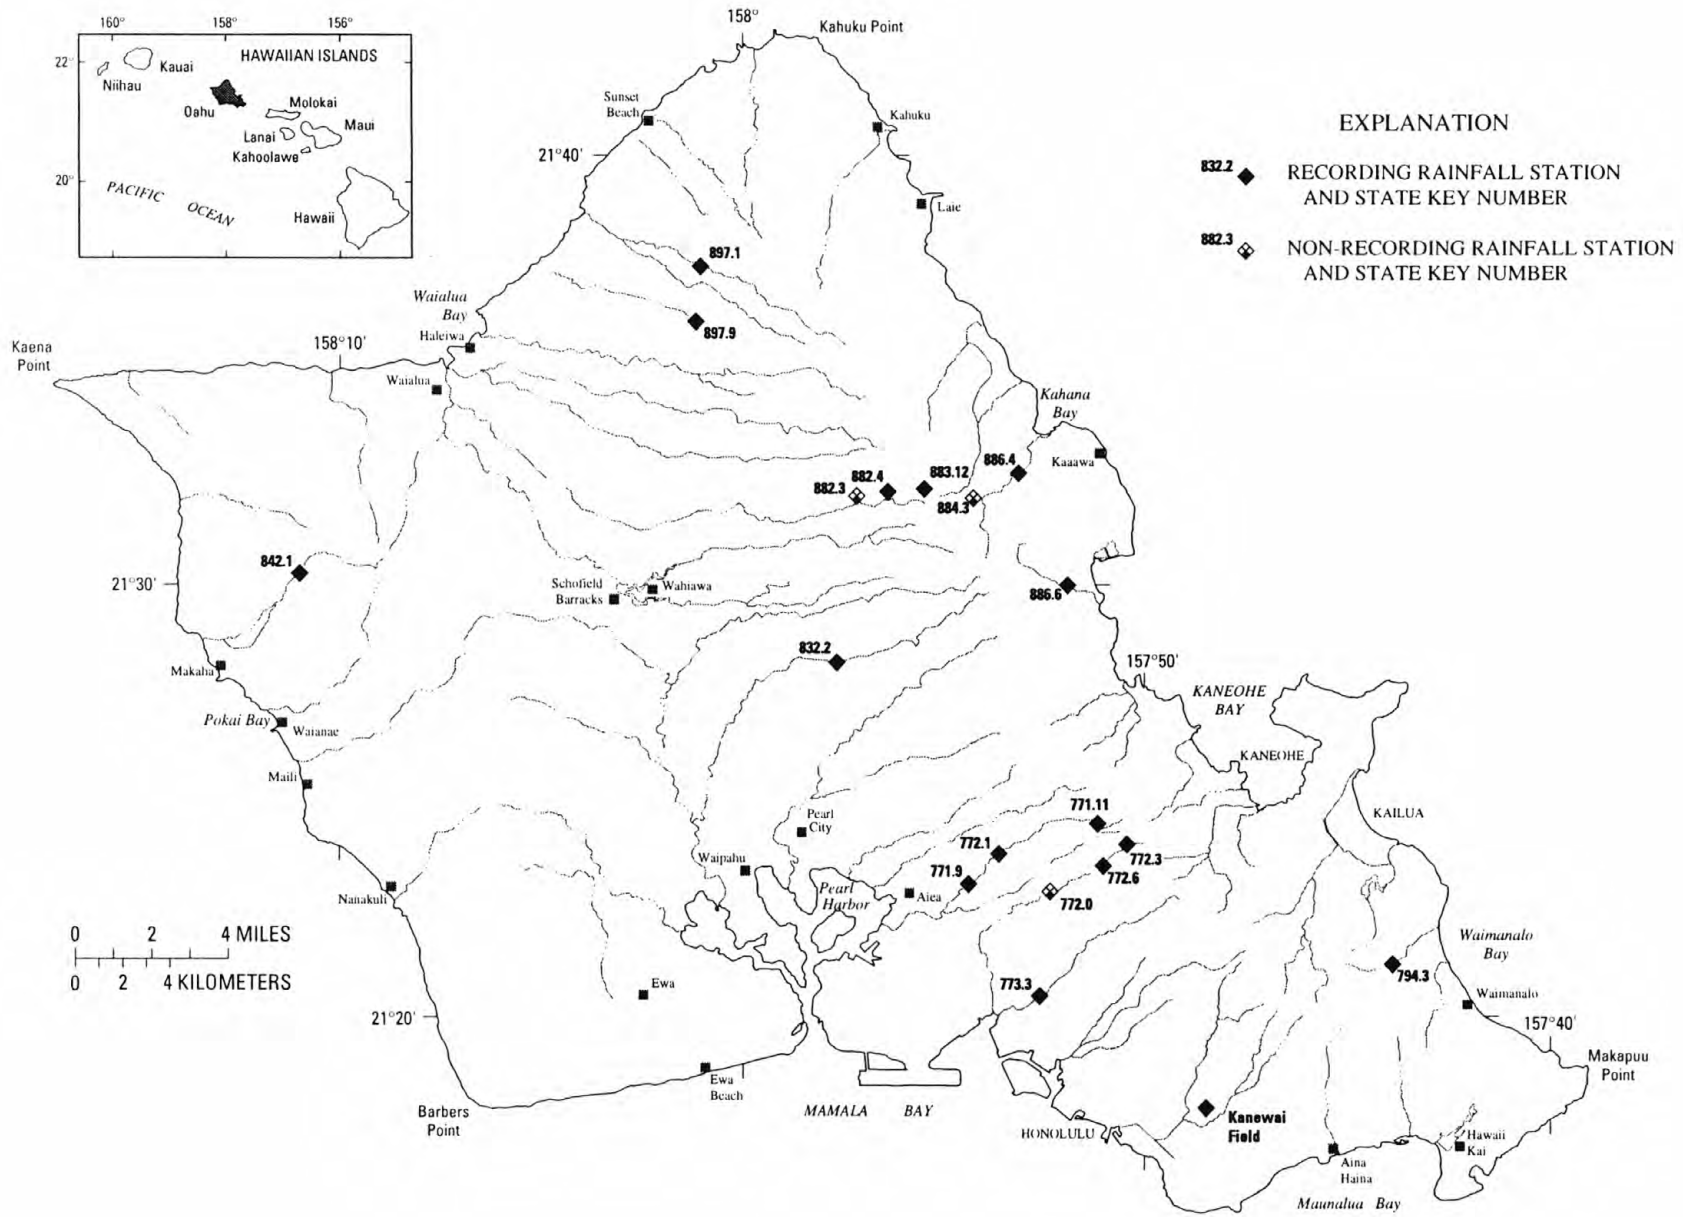 160°
158°
156°
22°
20°
HAWAIIAN ISLANDS
Kauai
Niihau
Oahu
Molokai
Lanai
Maui
Kahoolawe
Hawaii
PACIFIC OCEAN
158°
Kahuku Point
Sunset
Beach
Kahuku
21°40'
Laie
EXPLANATION
832.2
RECORDING RAINFALL STATION
AND STATE KEY NUMBER
882.3
NON-RECORDING RAINFALL STATION
AND STATE KEY NUMBER
897.1
897.9
Waialua
Bay
Haleiwa
158°10'
Kaena
Point
Waialua
Kahana
Bay
Kaaawa
886.4
883.12
882.4
882.3
884.3
842.1
21°30'
Schofield
Barracks
Wahiawa
886.6
832.2
Makaha
157°50'
KANEOHE
BAY
Pokai Bay
Waianae
KANEOHE
Maili
Pearl
City
771.11
KAILUA
772.1
772.3
Waipahu
771.9
772.6
Nanakuli
Pearl
Harbor
Aiea
772.0
0 2 4 MILES
0 2 4 KILOMETERS
Waimanalo
Bay
794.3
Ewa
773.3
Waimanalo
21°20'
157°40'
Makapuu
Point
Ewa
Beach
Barbers
Point
MAMALA BAY
HONOLULU
Kanewai
Field
Hawaii
Kai
Aina
Haina
Maunalua Bay